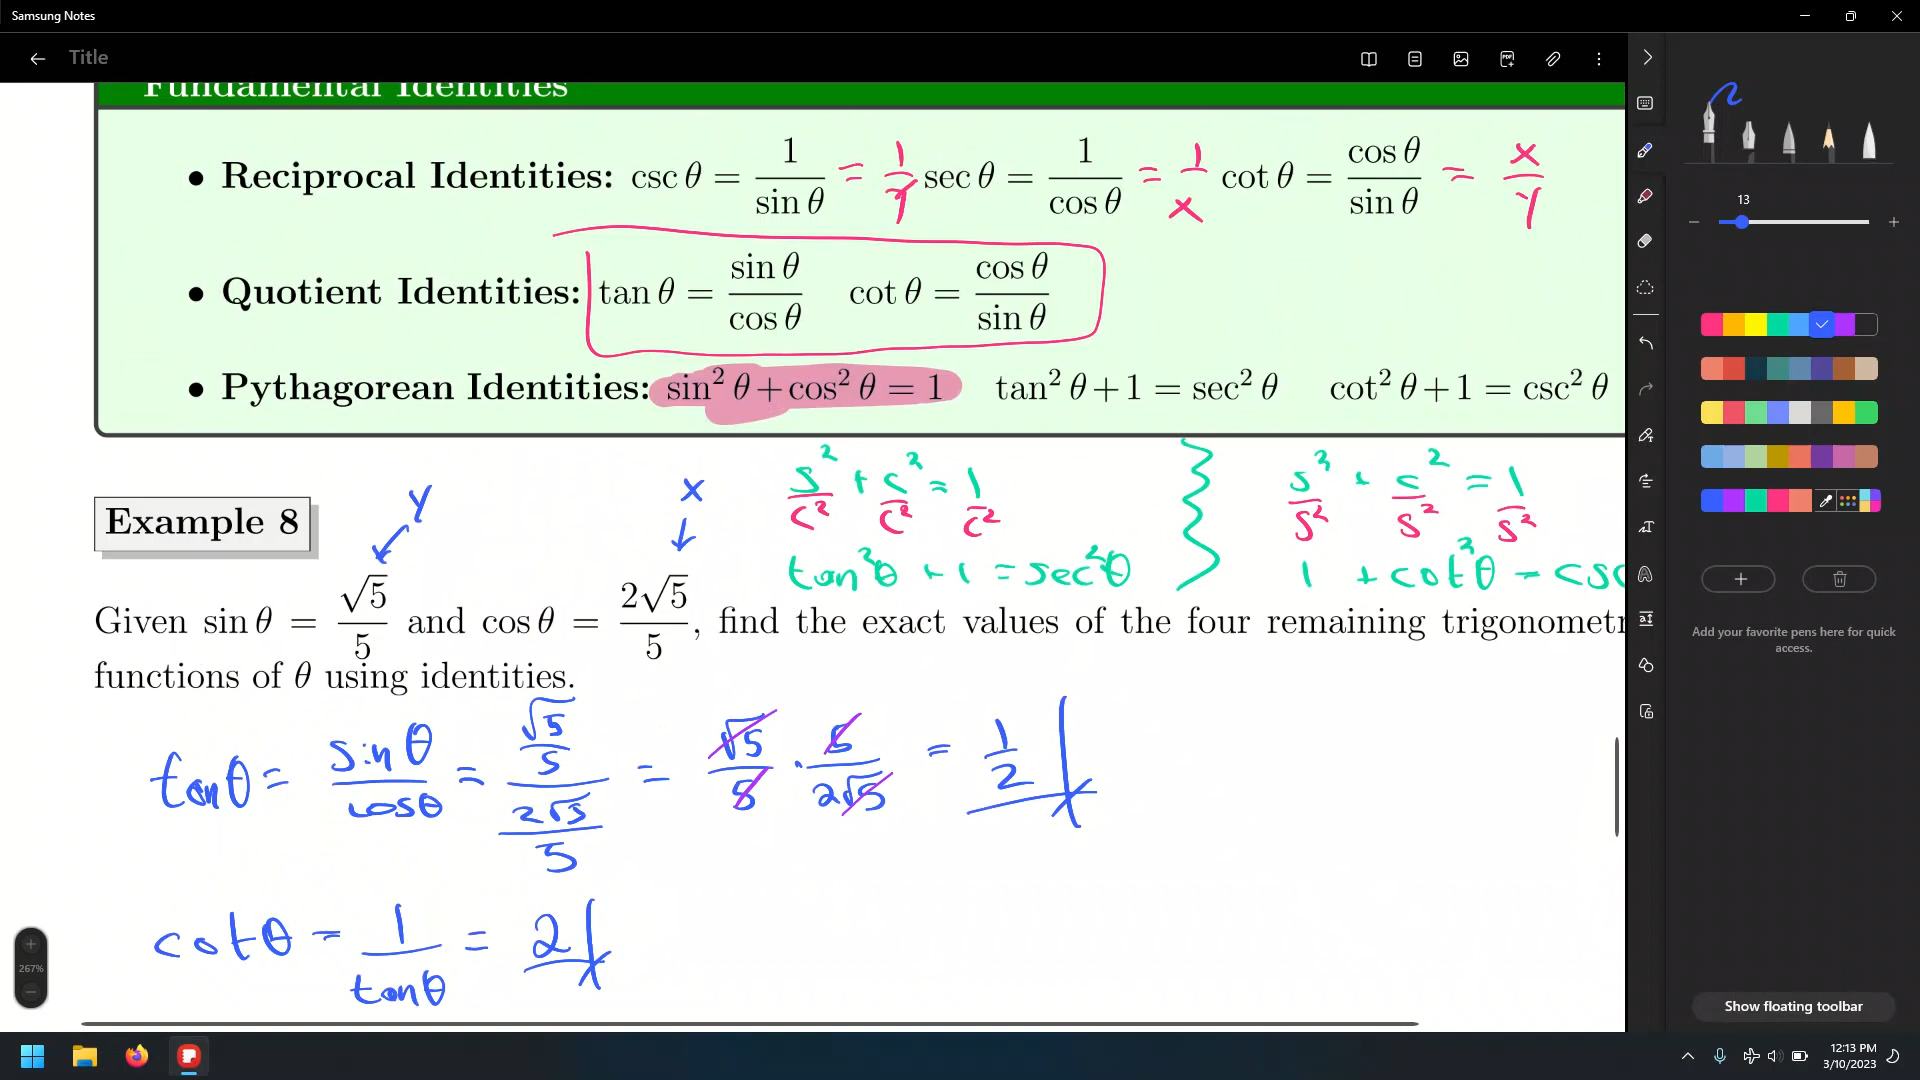 Samsung Notes
Title
Fundamental Identities
• Reciprocal Identities: csc θ = 1/sin θ = 1/y sec θ = 1/cos θ = 1/x cot θ = cos θ/sin θ = x/y
• Quotient Identities: tan θ = sin θ/cos θ cot θ = cos θ/sin θ
• Pythagorean Identities: sin² θ + cos² θ = 1 tan² θ + 1 = sec² θ cot² θ + 1 = csc² θ
s²/c² + c²/c² = 1/c² s²/s² + c²/s² = 1/s²
tan²θ + 1 = sec²θ 1 + cot²θ = csc
Example 8
y x
Given sin θ = √5/5 and cos θ = 2√5/5, find the exact values of the four remaining trigonometr
functions of θ using identities.
tanθ = sinθ/cosθ = √5/5 / 2√5/5 = √5/5 · 5/2√5 = 1/2
cotθ = 1/tanθ = 2
13
Add your favorite pens here for quick
access.
267%
Show floating toolbar
12:13 PM
3/10/2023